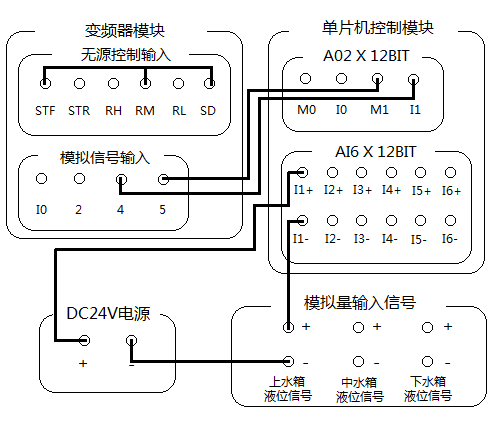 变频器模块
无源控制输入
STF STR RH RM RL SD
模拟信号输入
I0 2 4 5
单片机控制模块
A02 X 12BIT
M0 I0 M1 I1
AI6 X 12BIT
I1+ I2+ I3+ I4+ I5+ I6+
I1- I2- I3- I4- I5- I6-
DC24V电源
+ -
模拟量输入信号
+ + +
- - -
上水箱 中水箱 下水箱
液位信号 液位信号 液位信号